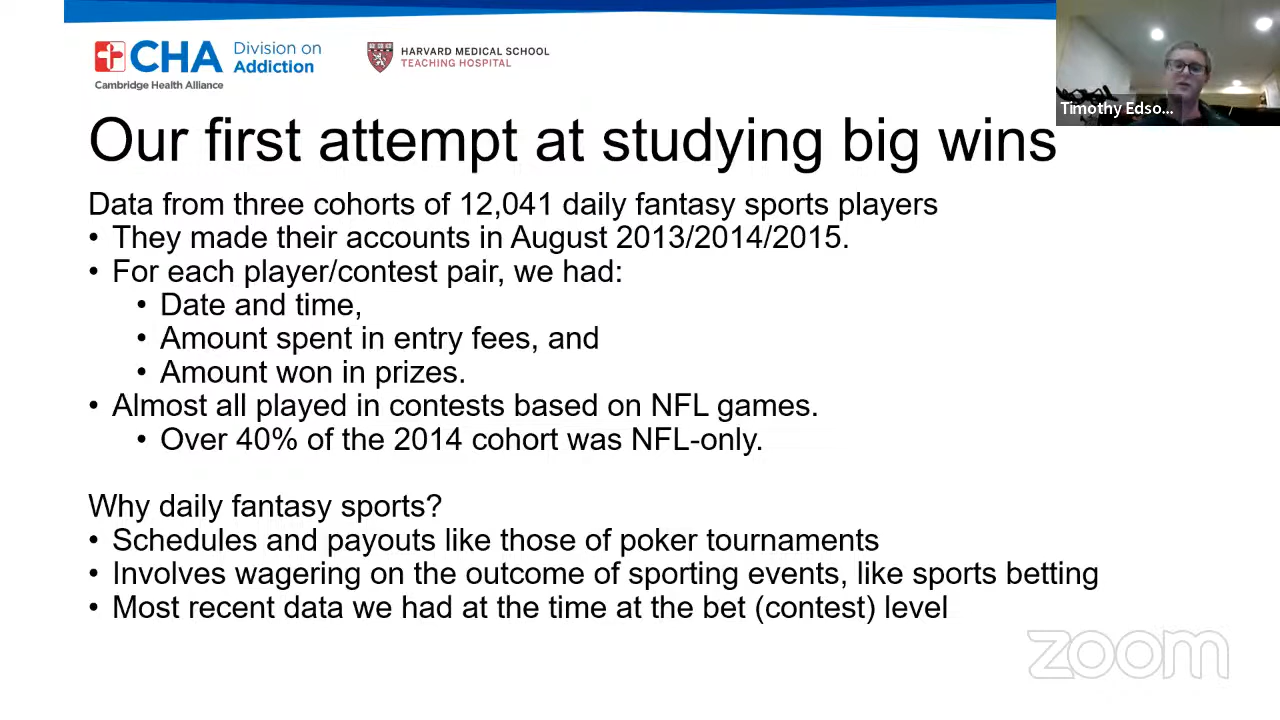 CHA
Division on
Addiction
Cambridge Health Alliance
HARVARD MEDICAL SCHOOL
TEACHING HOSPITAL
Timothy Edso...
Our first attempt at studying big wins
Data from three cohorts of 12,041 daily fantasy sports players
• They made their accounts in August 2013/2014/2015.
• For each player/contest pair, we had:
• Date and time,
• Amount spent in entry fees, and
• Amount won in prizes.
• Almost all played in contests based on NFL games.
• Over 40% of the 2014 cohort was NFL-only.
Why daily fantasy sports?
• Schedules and payouts like those of poker tournaments
• Involves wagering on the outcome of sporting events, like sports betting
• Most recent data we had at the time at the bet (contest) level
zoom